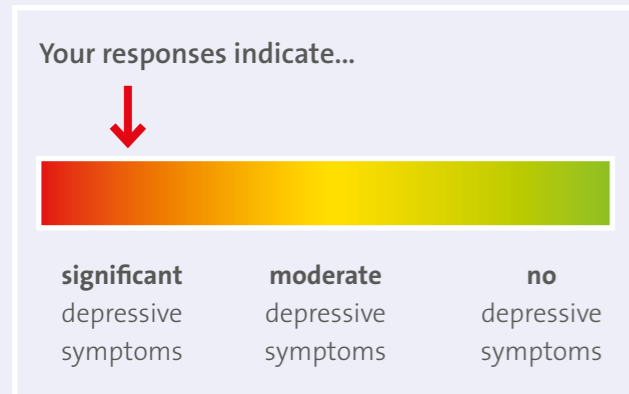 Your responses indicate...
significant moderate no
depressive depressive depressive
symptoms symptoms symptoms